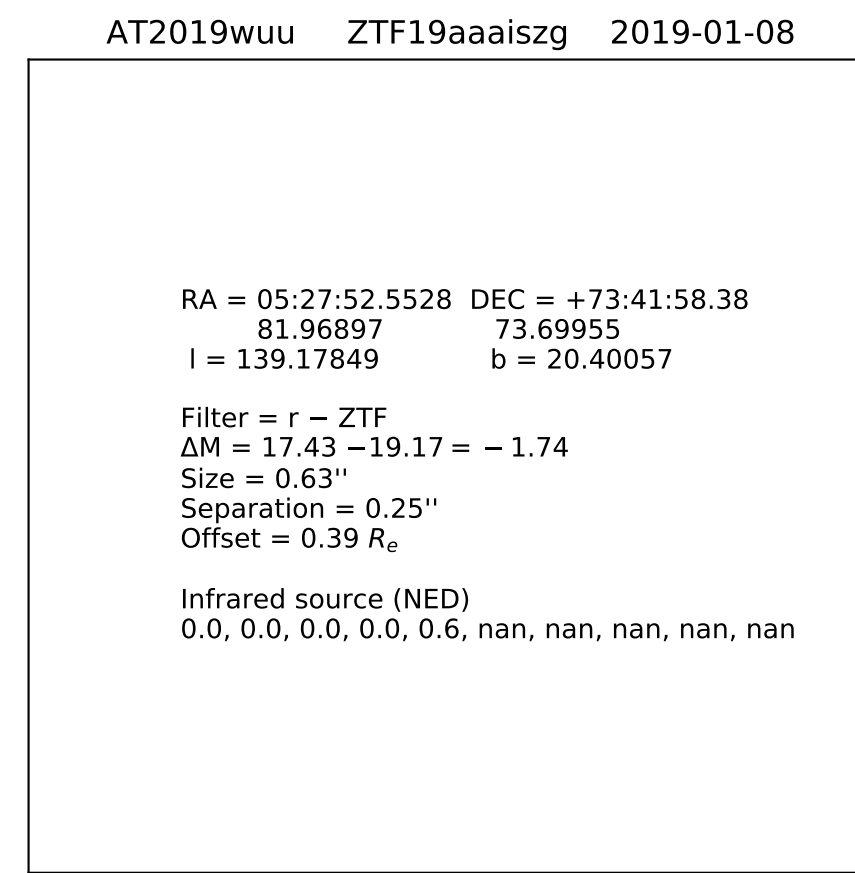 AT2019wuu ZTF19aaaiszg 2019-01-08
RA = 05:27:52.5528 DEC = +73:41:58.38
81.96897 73.69955
l = 139.17849 b = 20.40057
Filter = r − ZTF
ΔM = 17.43 −19.17 = − 1.74
Size = 0.63''
Separation = 0.25''
Offset = 0.39 Re
Infrared source (NED)
0.0, 0.0, 0.0, 0.0, 0.6, nan, nan, nan, nan, nan